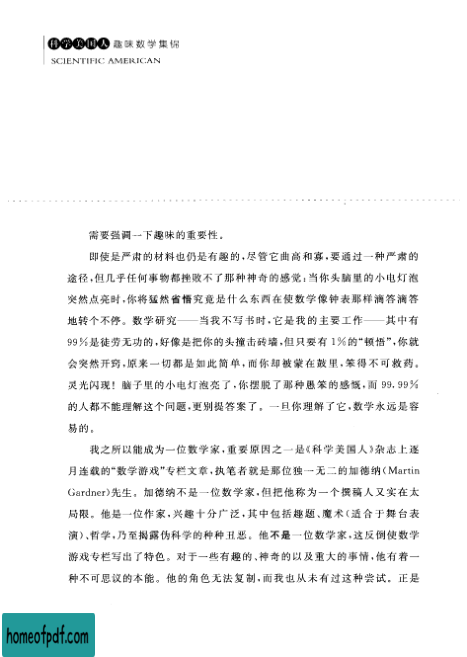 科学美国人 趣味数学集锦
SCIENTIFIC AMERICAN
需要强调一下趣味的重要性。
即使是严肃的材料也仍是有趣的,尽管它曲高和寡,要通过一种严肃的
途径,但几乎任何事物都挫败不了那种神奇的感觉;当你头脑里的小电灯泡
突然点亮时,你将猛然省悟究竟是什么东西在使数学像钟表那样滴答滴答
地转个不停。数学研究——当我不写书时,它是我的主要工作——其中有
99%是徒劳无功的,好像是把你的头撞击砖墙,但只要有1%的“顿悟”,你就
会突然开窍,原来一切都是如此简单,而你却被蒙在鼓里,笨得不可救药。
灵光闪现!脑子里的小电灯泡亮了,你摆脱了那种愚笨的感慨,而99.99%
的人都不能理解这个问题,更别提答案了。一旦你理解了它,数学永远是容
易的。
我之所以能成为一位数学家,重要原因之一是《科学美国人》杂志上逐
月连载的“数学游戏”专栏文章,执笔者就是那位独一无二的加德纳(Martin
Gardner)先生。加德纳不是一位数学家,但把他称为一个撰稿人又实在太
局限。他是一位作家,兴趣十分广泛,其中包括趣题、魔术(适合于舞台表
演)、哲学,乃至揭露伪科学的种种丑恶。他不是一位数学家,这反倒使数学
游戏专栏写出了特色。对于一些有趣的、神奇的以及重大的事情,他有着一
种不可思议的本能。他的角色无法复制,而我也从未有过这种尝试。正是
homeofpdf.com